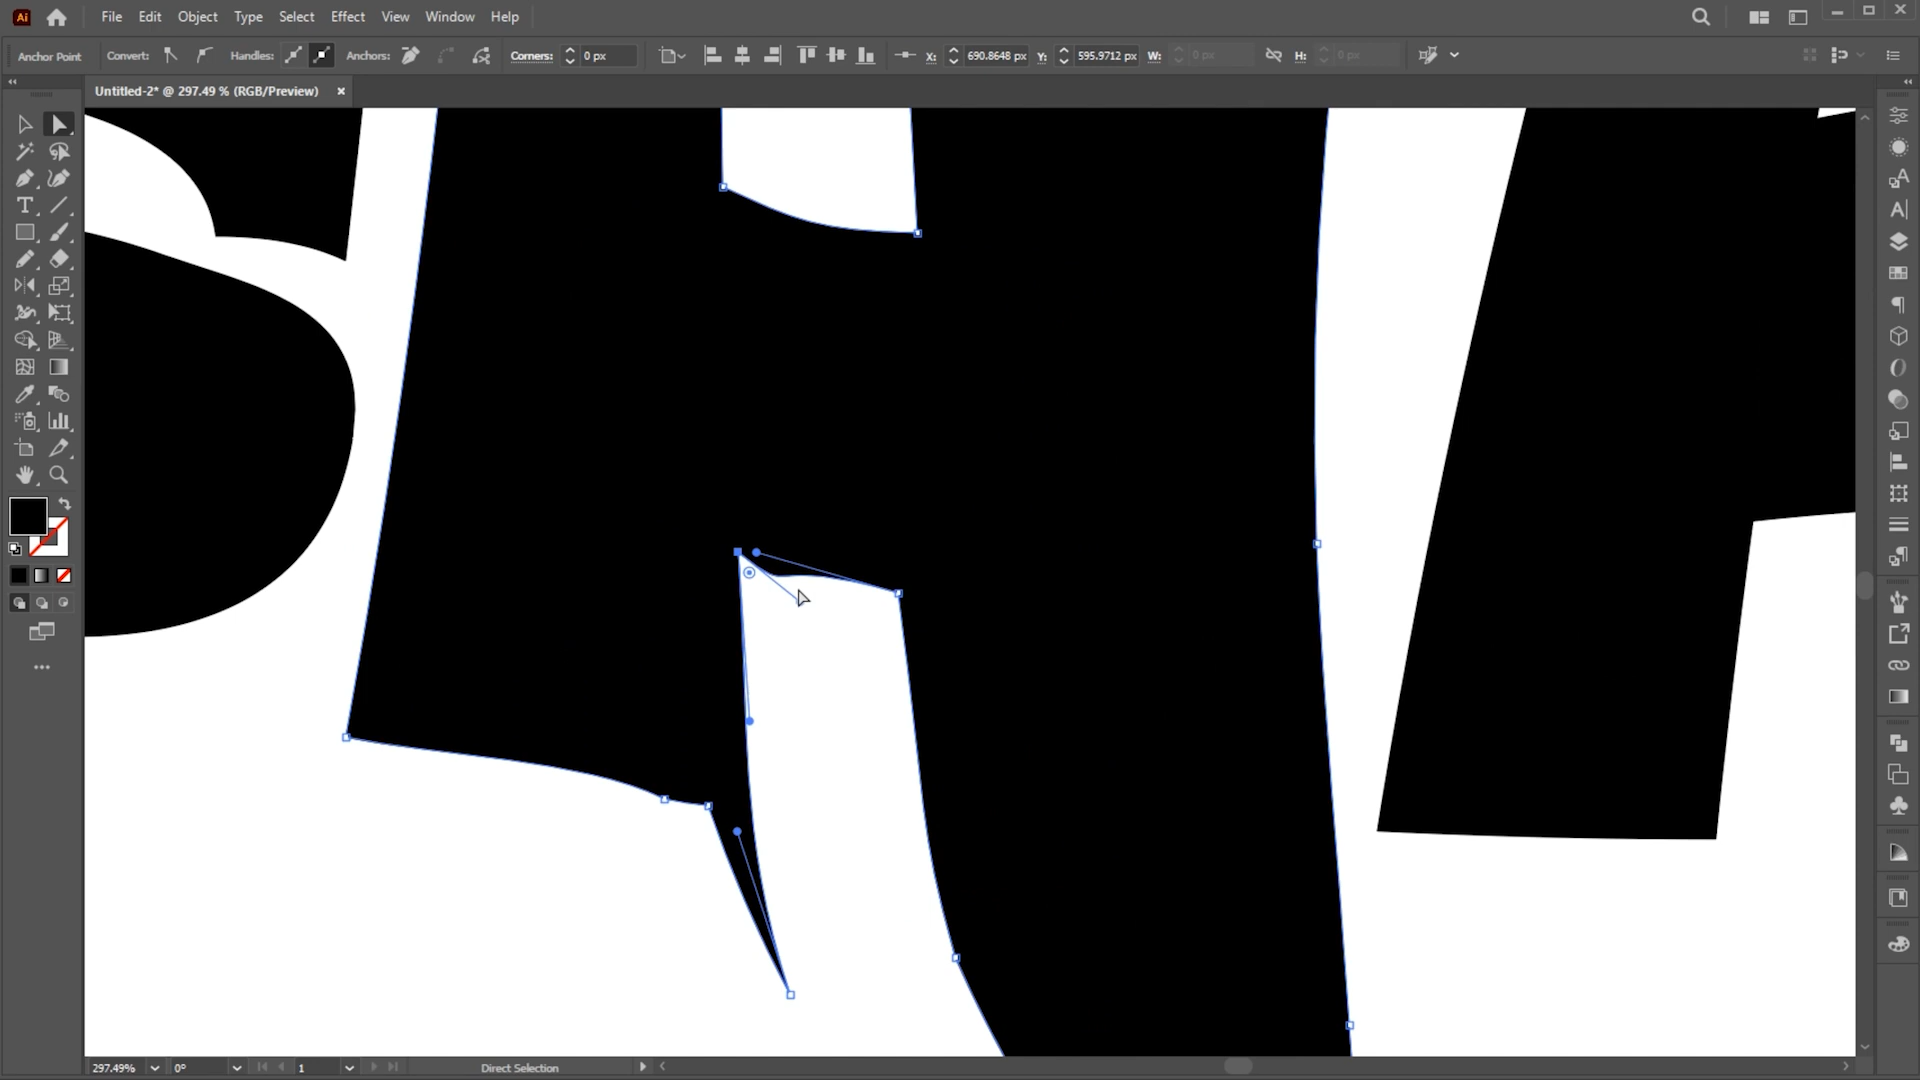 Ai File Edit Object Type Select Effect View Window Help
Anchor Point Convert: Handles: Anchors: Corners: 0 px X: 690.8648 px Y: 595.9712 px W: 0 px H: 0 px
Untitled-2* @ 297.49 % (RGB/Preview) ×
297.49% 0° 1 Direct Selection